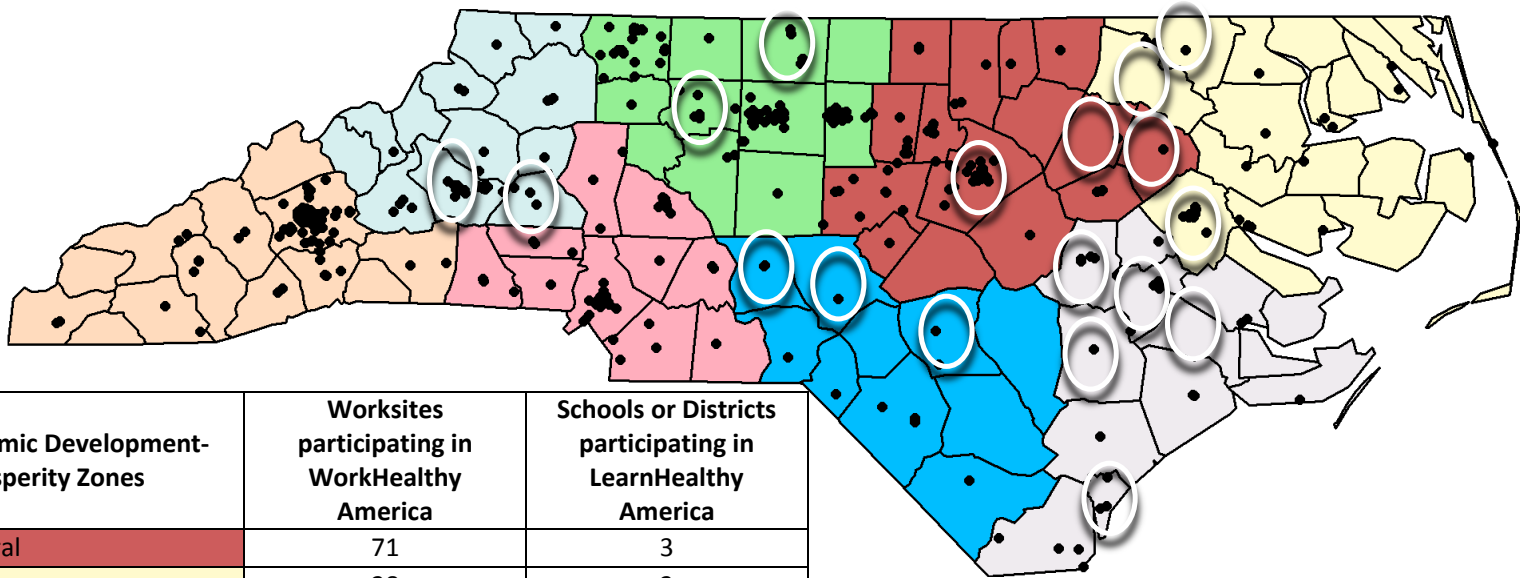 mic Development-
sperity Zones
Worksites
participating in
WorkHealthy
America
Schools or Districts
participating in
LearnHealthy
America
al
71
3